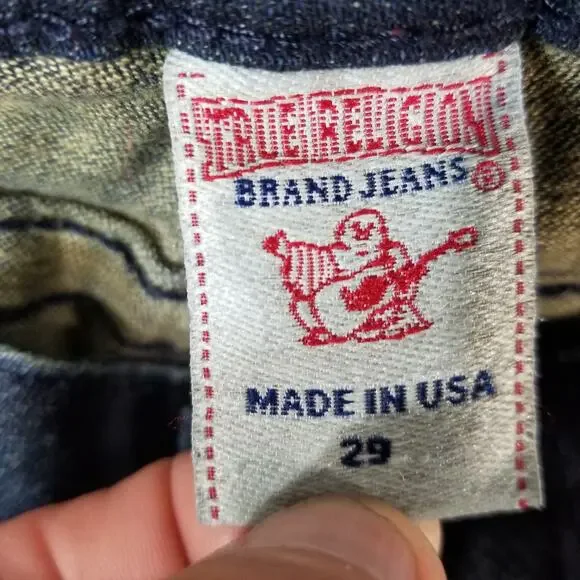 TRUE RELIGION
BRAND JEANS ®
MADE IN USA
29